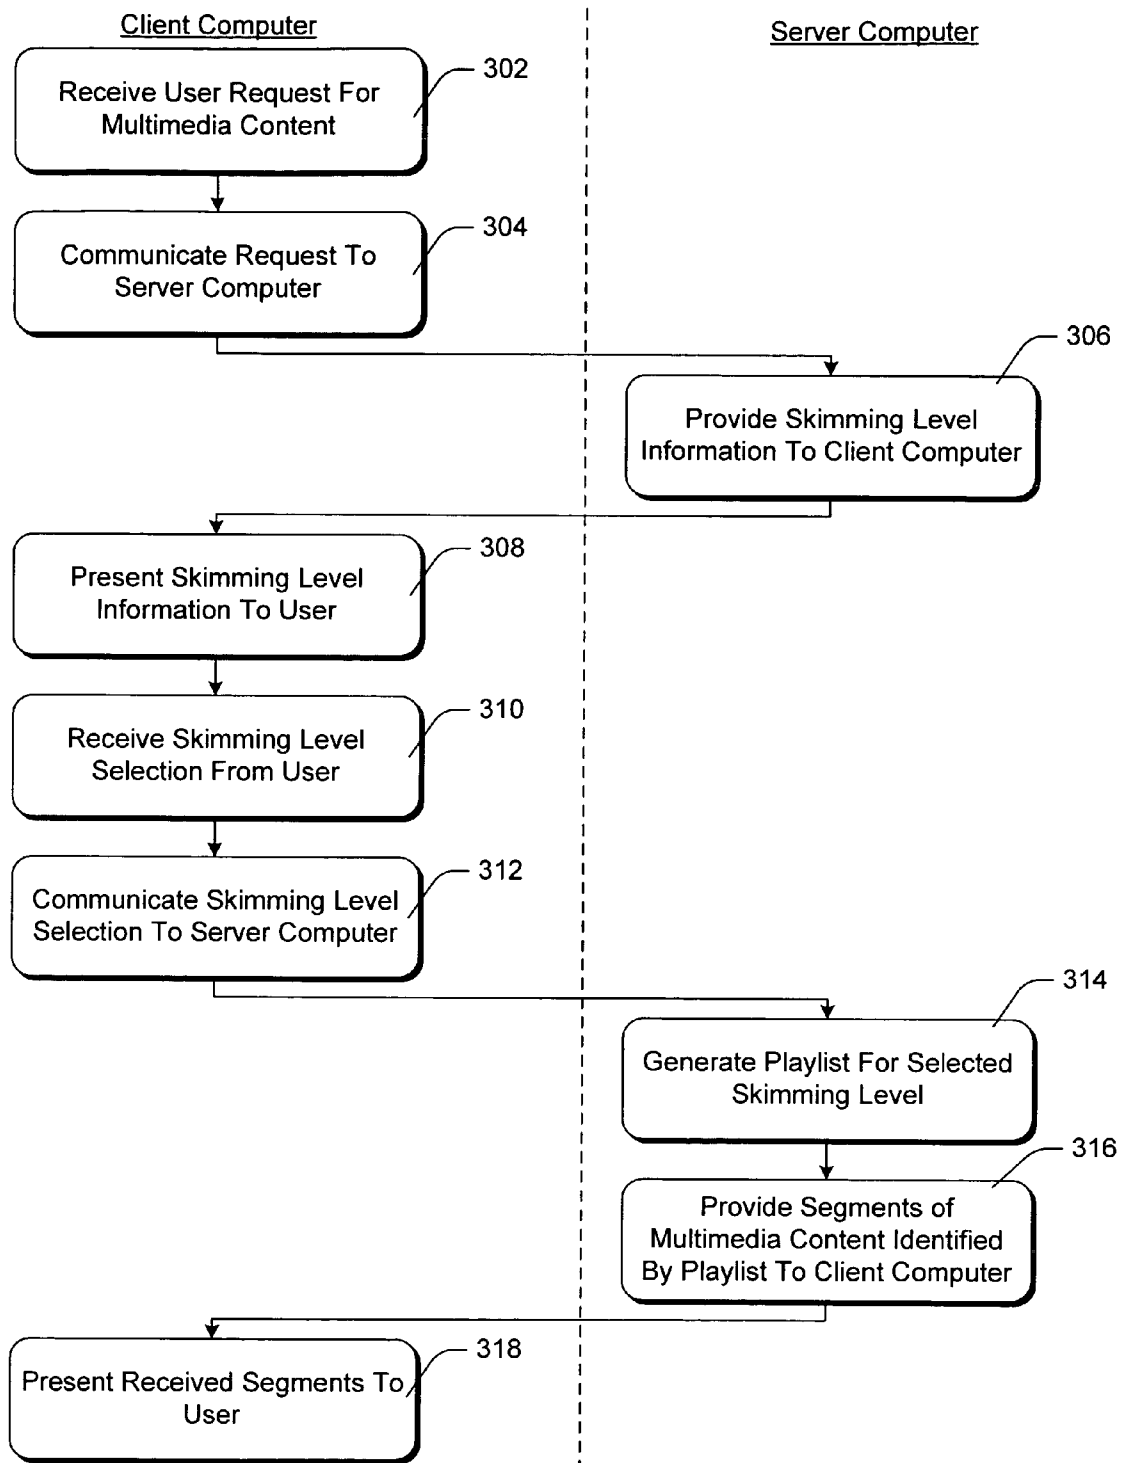 Client Computer
Server Computer
Receive User Request For
Multimedia Content
302
Communicate Request To
Server Computer
304
Provide Skimming Level
Information To Client Computer
306
Present Skimming Level
Information To User
308
Receive Skimming Level
Selection From User
310
Communicate Skimming Level
Selection To Server Computer
312
Generate Playlist For Selected
Skimming Level
314
Provide Segments of
Multimedia Content Identified
By Playlist To Client Computer
316
Present Received Segments To
User
318